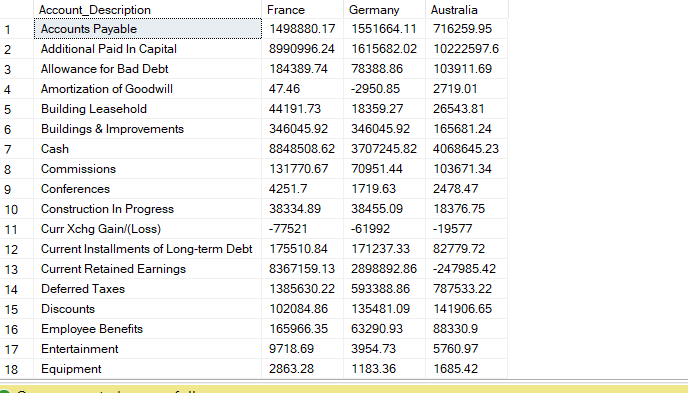 Account_Description France Germany Australia
1 Accounts Payable 1498880.17 1551664.11 716259.95
2 Additional Paid In Capital 8990996.24 1615682.02 10222597.6
3 Allowance for Bad Debt 184389.74 78388.86 103911.69
4 Amortization of Goodwill 47.46 -2950.85 2719.01
5 Building Leasehold 44191.73 18359.27 26543.81
6 Buildings & Improvements 346045.92 346045.92 165681.24
7 Cash 8848508.62 3707245.82 4068645.23
8 Commissions 131770.67 70951.44 103671.34
9 Conferences 4251.7 1719.63 2478.47
10 Construction In Progress 38334.89 38455.09 18376.75
11 Curr Xchg Gain/(Loss) -77521 -61992 -19577
12 Current Installments of Long-term Debt 175510.84 171237.33 82779.72
13 Current Retained Earnings 8367159.13 2898892.86 -247985.42
14 Deferred Taxes 1385630.22 593388.86 787533.22
15 Discounts 102084.86 135481.09 141906.65
16 Employee Benefits 165966.35 63290.93 88330.9
17 Entertainment 9718.69 3954.73 5760.97
18 Equipment 2863.28 1183.36 1685.42